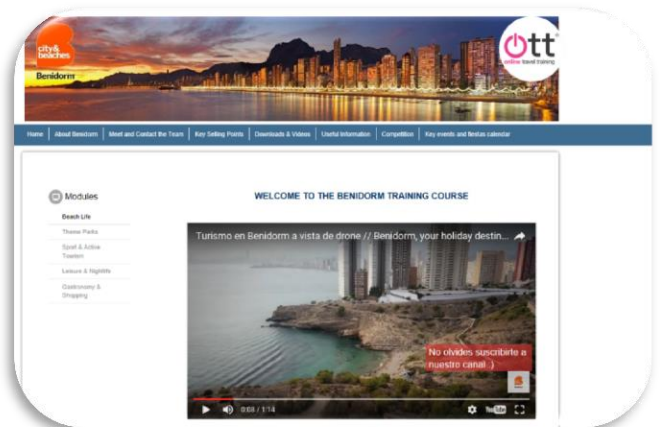 city&
beaches
Benidorm
Ott
online travel training
Home
About Benidorm
Meet and Contact the Team
Key Selling Points
Downloads & Videos
Useful Information
Competition
Key events and fiestas calendar
Modules
Beach Life
Theme Parks
Sport & Active
Tourism
Leisure & Nightlife
Gastronomy &
Shopping
WELCOME TO THE BENIDORM TRAINING COURSE
Turismo en Benidorm a vista de drone // Benidorm, your holiday destin...
No olvides suscribirte a
nuestro canal :)
0:08 / 1:14
YouTube